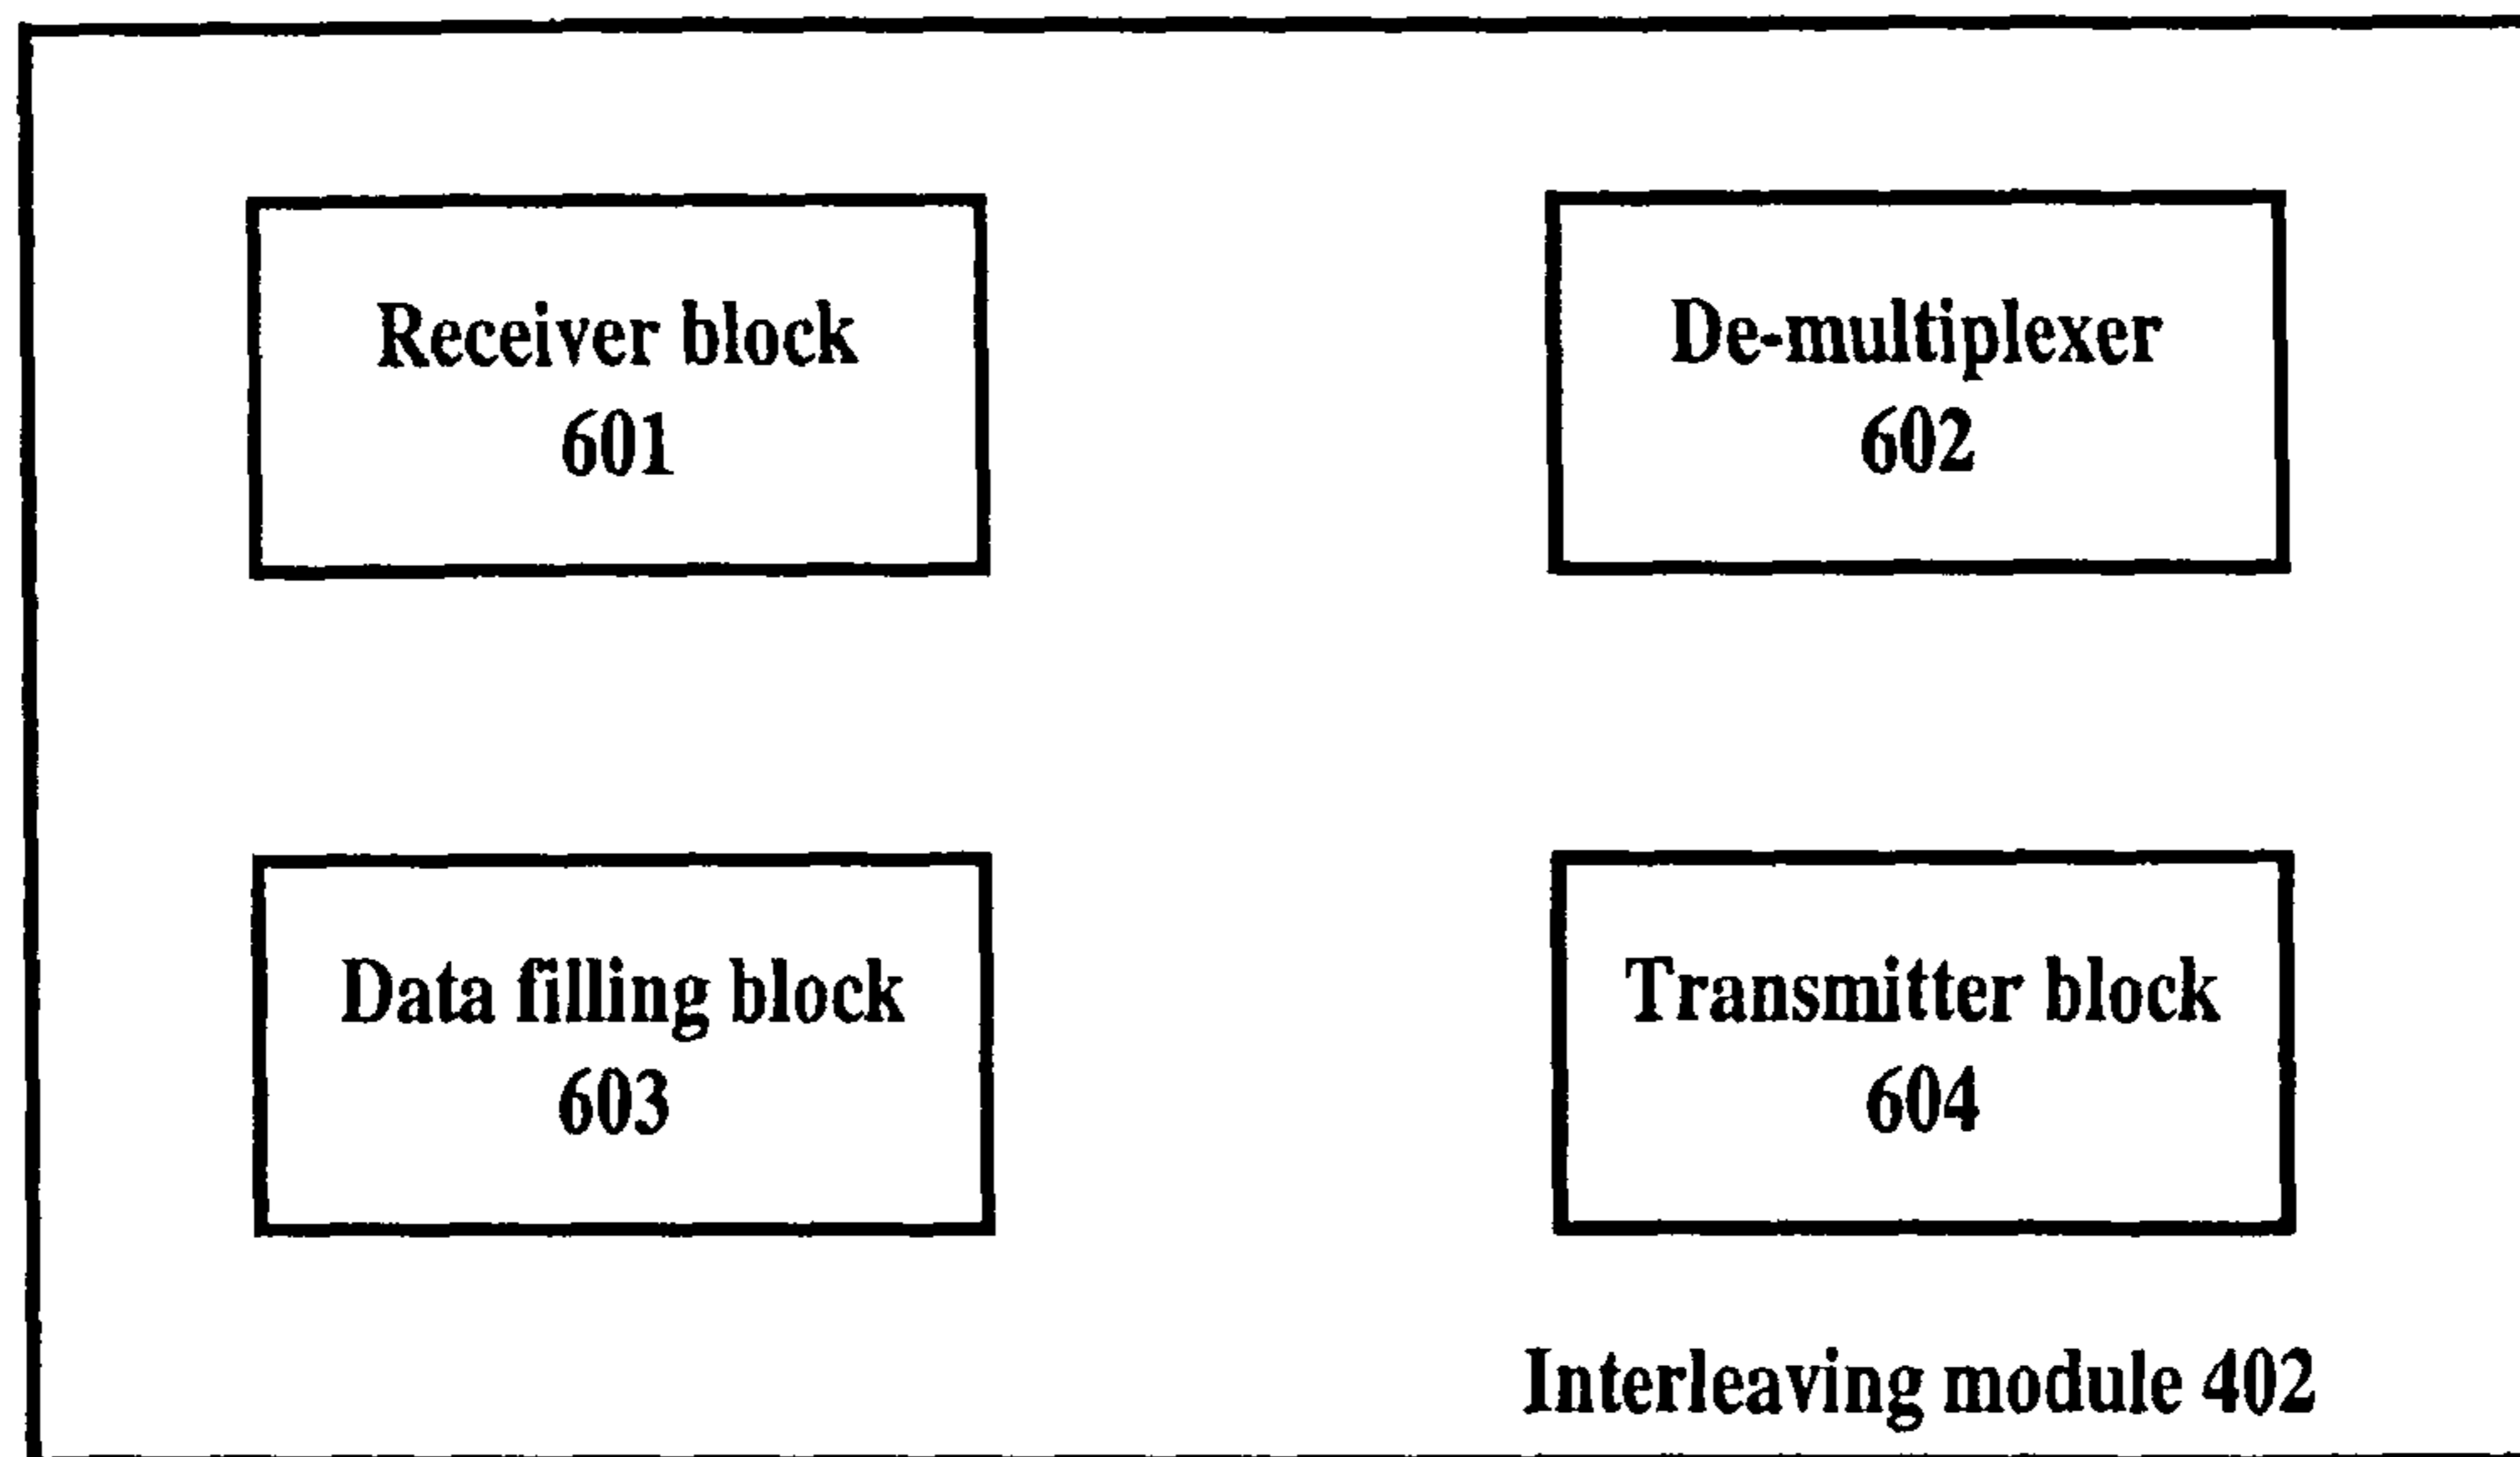 Receiver block
601
De-multiplexer
602
Data filling block
603
Transmitter block
604
Interleaving module 402